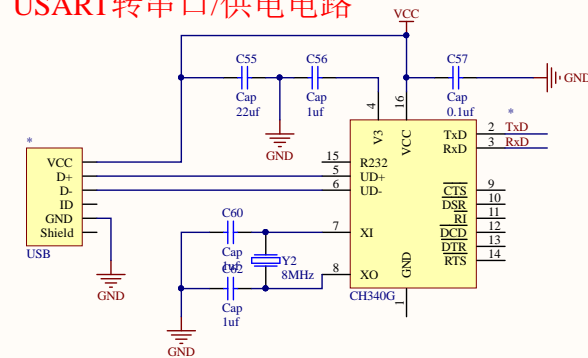 USART转串口/供电电路
VCC
C55
Cap
22uf
C56
Cap
1uf
C57
Cap
0.1uf
GND
GND
*
VCC
D+
D-
ID
GND
Shield
USB
GND
4
16
V3
VCC
15
R232
5
UD+
6
UD-
7
XI
8
XO
GND
1
CH340G
TxD
2
TxD
RxD
3
RxD
*
CTS
9
DSR
10
RI
11
DCD
12
DTR
13
RTS
14
C60
Cap
1uf
C62
Cap
1uf
Y2
8MHz
GND